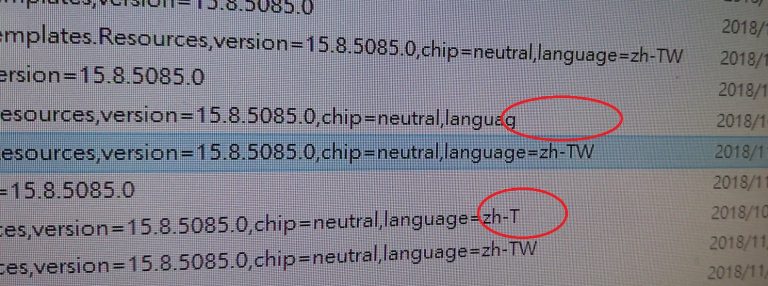 mplates,version=15.8.5085.0
emplates.Resources,version=15.8.5085.0,chip=neutral,language=zh-TW 2018/1
ersion=15.8.5085.0 2018/1
esources,version=15.8.5085.0,chip=neutral,languag 2018/1
esources,version=15.8.5085.0,chip=neutral,language=zh-TW 2018/11
=15.8.5085.0 2018/11
ces,version=15.8.5085.0,chip=neutral,language=zh-T 2018/10
ces,version=15.8.5085.0,chip=neutral,language=zh-TW 2018/11/
2018/11/